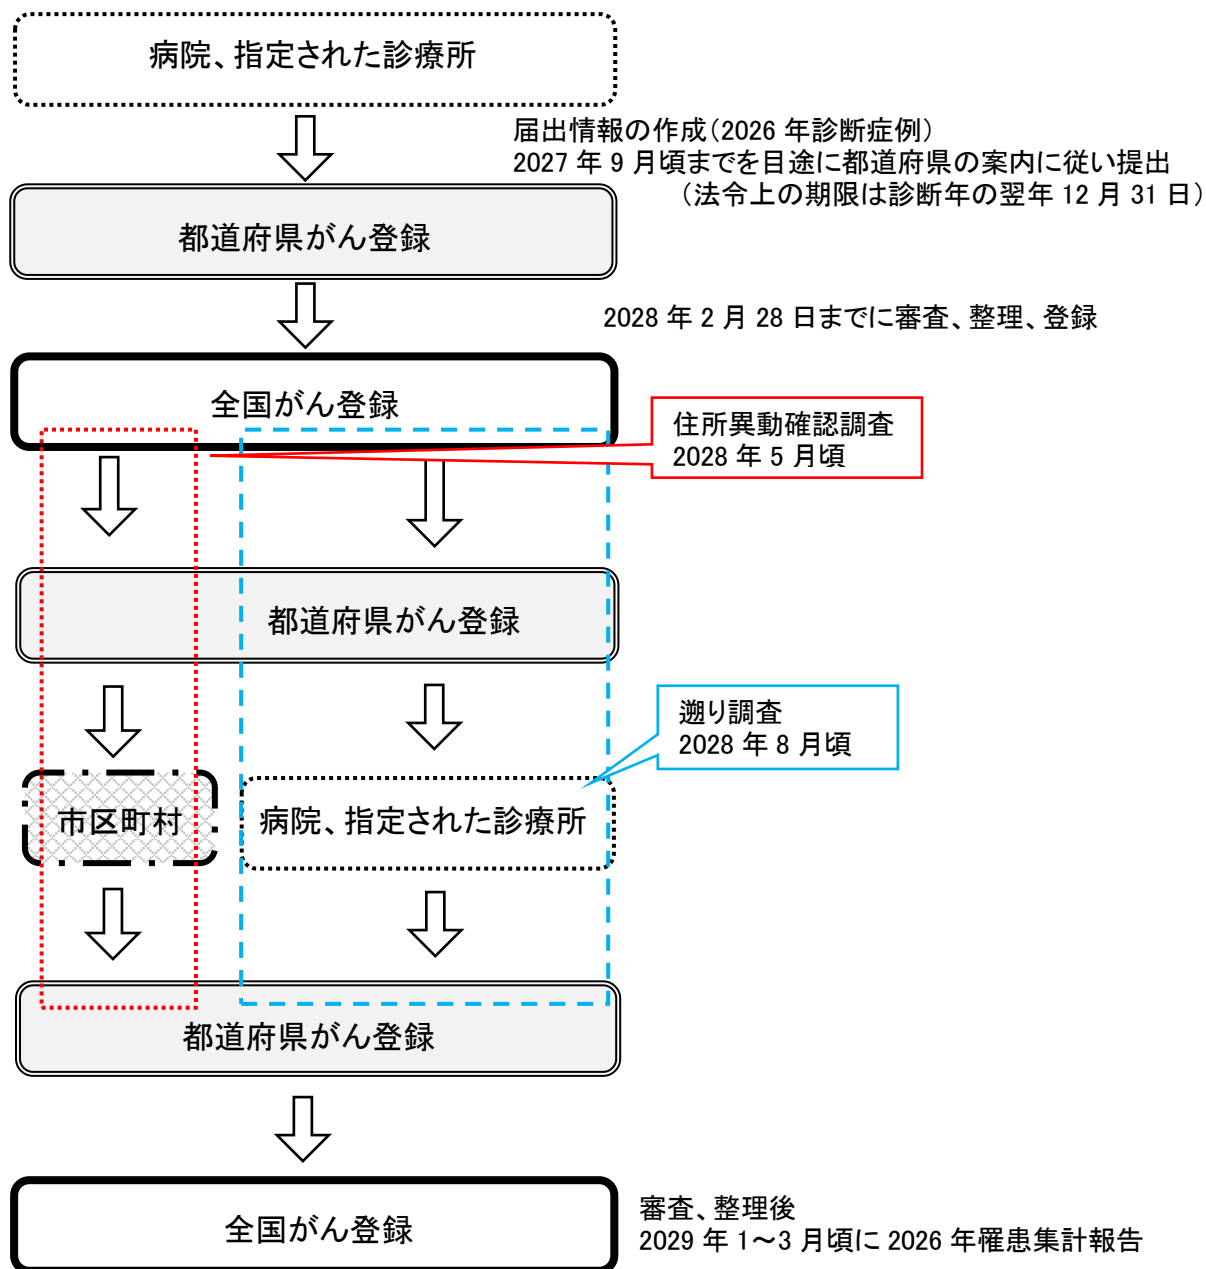 病院、指定された診療所
届出情報の作成（2026 年診断症例）
2027 年 9 月頃までを目途に都道府県の案内に従い提出
（法令上の期限は診断年の翌年 12 月 31 日）
都道府県がん登録
2028 年 2 月 28 日までに審査、整理、登録
全国がん登録
住所異動確認調査
2028 年 5 月頃
都道府県がん登録
遡り調査
2028 年 8 月頃
市区町村
病院、指定された診療所
都道府県がん登録
全国がん登録
審査、整理後
2029 年 1～3 月頃に 2026 年罹患集計報告